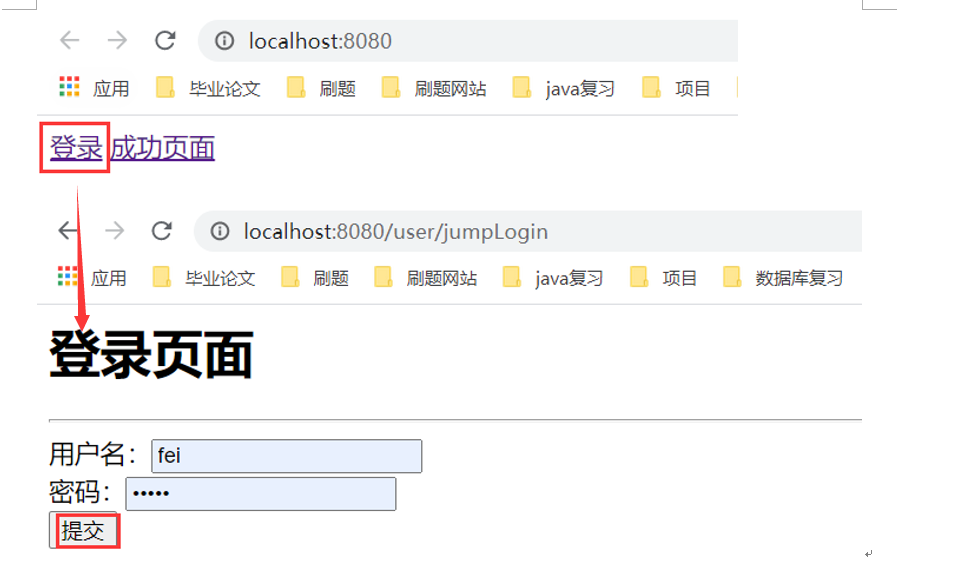 localhost:8080
应用 毕业论文 刷题 刷题网站 java复习 项目
登录 成功页面
localhost:8080/user/jumpLogin
应用 毕业论文 刷题 刷题网站 java复习 项目 数据库复习
登录页面
用户名： fei
密码： •••••
提交